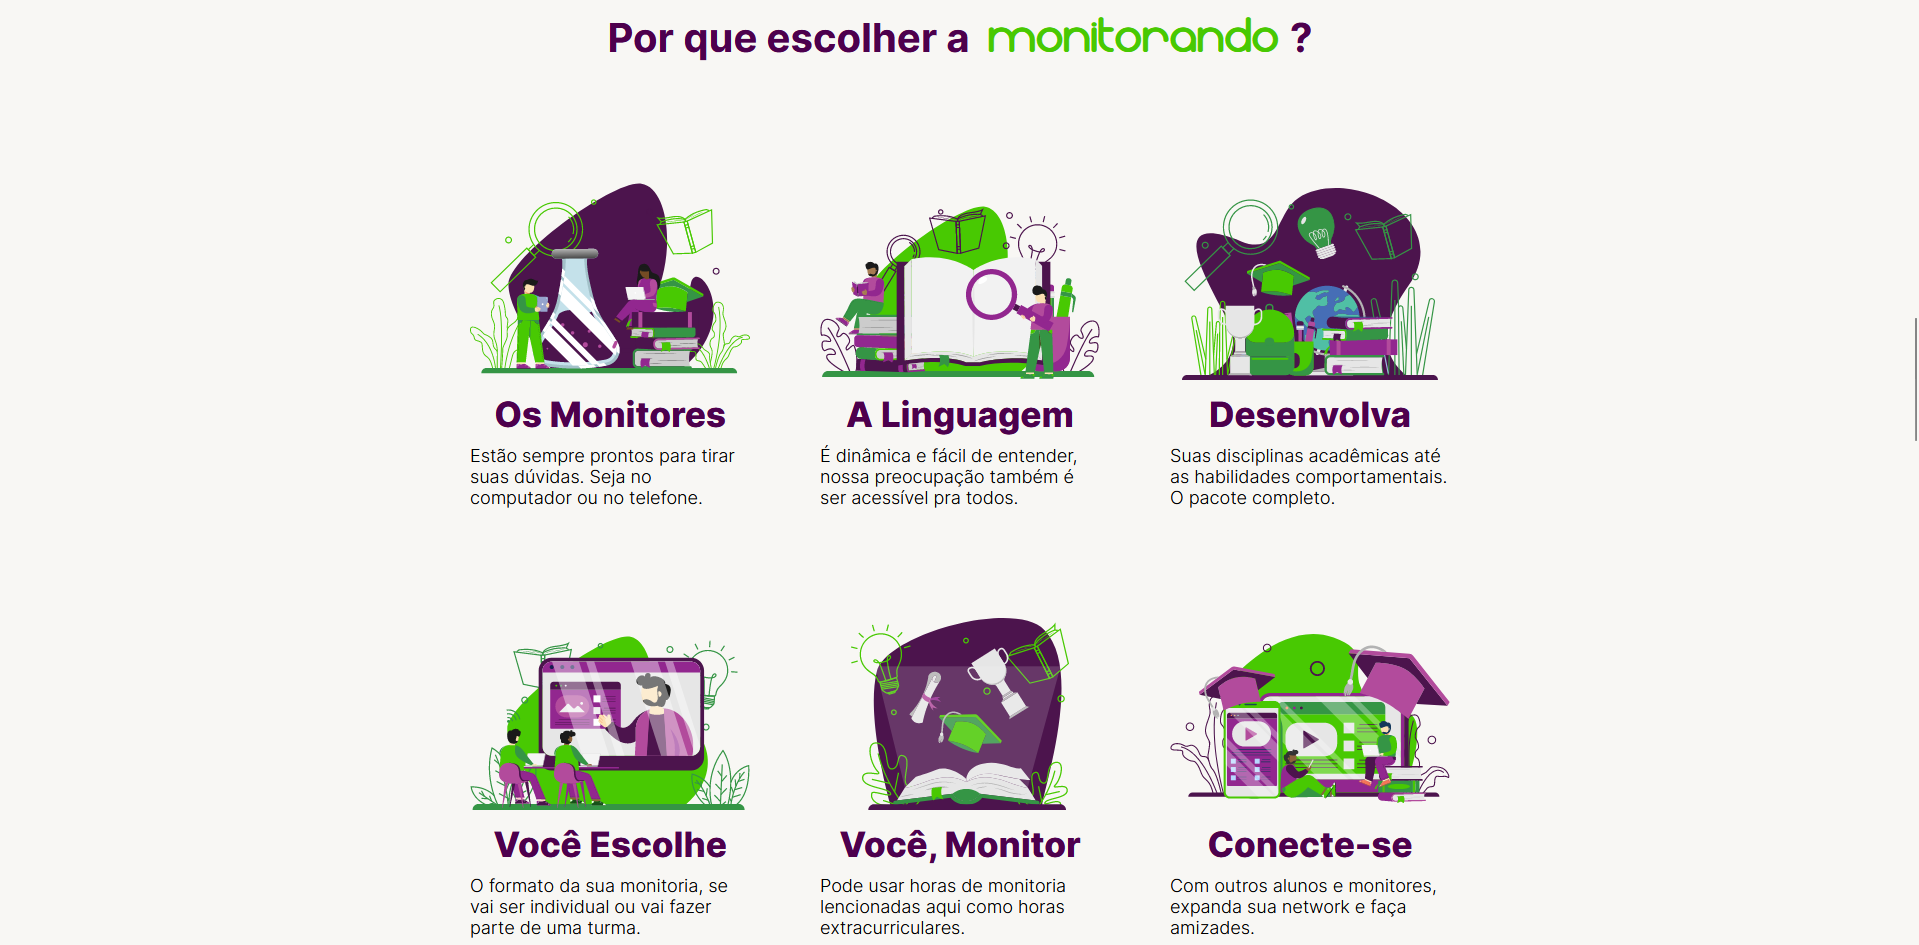 Por que escolher a monitorando ?
Os Monitores
Estão sempre prontos para tirar
suas dúvidas. Seja no
computador ou no telefone.
A Linguagem
É dinâmica e fácil de entender,
nossa preocupação também é
ser acessível pra todos.
Desenvolva
Suas disciplinas acadêmicas até
as habilidades comportamentais.
O pacote completo.
Você Escolhe
O formato da sua monitoria, se
vai ser individual ou vai fazer
parte de uma turma.
Você, Monitor
Pode usar horas de monitoria
lencionadas aqui como horas
extracurriculares.
Conecte-se
Com outros alunos e monitores,
expanda sua network e faça
amizades.